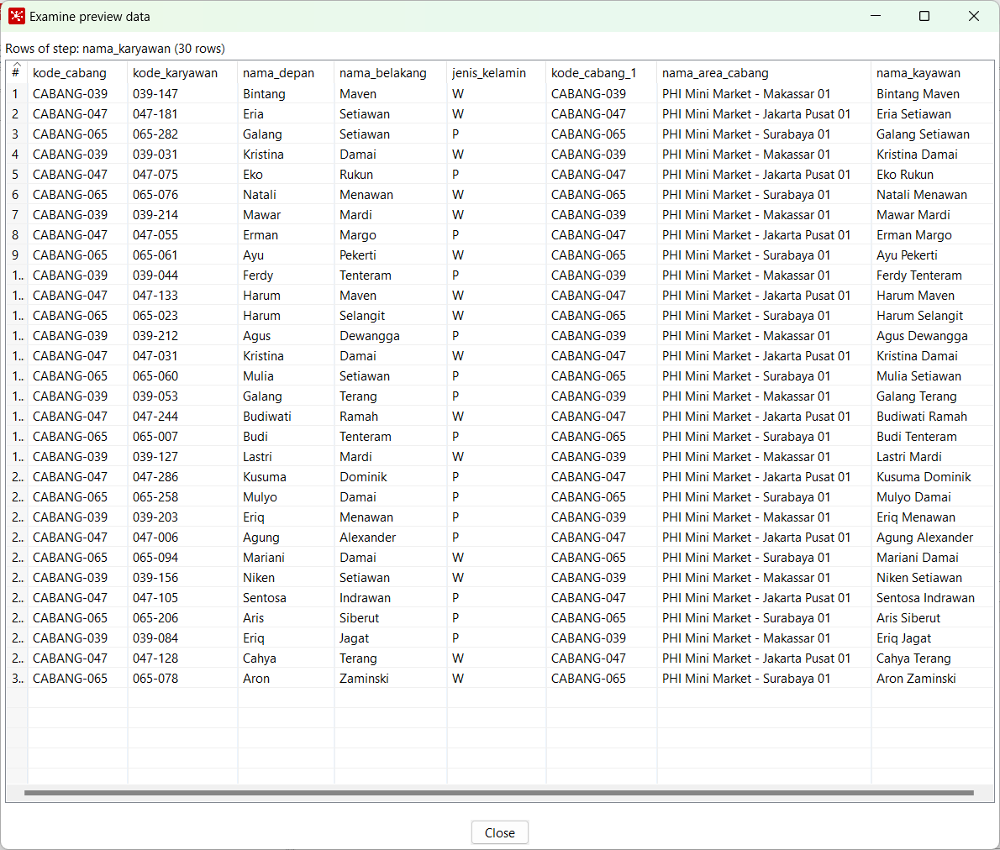 Examine preview data
Rows of step: nama_karyawan (30 rows)
# kode_cabang kode_karyawan nama_depan nama_belakang jenis_kelamin kode_cabang_1 nama_area_cabang nama_kayawan
1 CABANG-039 039-147 Bintang Maven W CABANG-039 PHI Mini Market - Makassar 01 Bintang Maven
2 CABANG-047 047-181 Eria Setiawan W CABANG-047 PHI Mini Market - Jakarta Pusat 01 Eria Setiawan
3 CABANG-065 065-282 Galang Setiawan P CABANG-065 PHI Mini Market - Surabaya 01 Galang Setiawan
4 CABANG-039 039-031 Kristina Damai W CABANG-039 PHI Mini Market - Makassar 01 Kristina Damai
5 CABANG-047 047-075 Eko Rukun P CABANG-047 PHI Mini Market - Jakarta Pusat 01 Eko Rukun
6 CABANG-065 065-076 Natali Menawan W CABANG-065 PHI Mini Market - Surabaya 01 Natali Menawan
7 CABANG-039 039-214 Mawar Mardi W CABANG-039 PHI Mini Market - Makassar 01 Mawar Mardi
8 CABANG-047 047-055 Erman Margo P CABANG-047 PHI Mini Market - Jakarta Pusat 01 Erman Margo
9 CABANG-065 065-061 Ayu Pekerti W CABANG-065 PHI Mini Market - Surabaya 01 Ayu Pekerti
1.. CABANG-039 039-044 Ferdy Tenteram P CABANG-039 PHI Mini Market - Makassar 01 Ferdy Tenteram
1.. CABANG-047 047-133 Harum Maven W CABANG-047 PHI Mini Market - Jakarta Pusat 01 Harum Maven
1.. CABANG-065 065-023 Harum Selangit W CABANG-065 PHI Mini Market - Surabaya 01 Harum Selangit
1.. CABANG-039 039-212 Agus Dewangga P CABANG-039 PHI Mini Market - Makassar 01 Agus Dewangga
1.. CABANG-047 047-031 Kristina Damai W CABANG-047 PHI Mini Market - Jakarta Pusat 01 Kristina Damai
1.. CABANG-065 065-060 Mulia Setiawan P CABANG-065 PHI Mini Market - Surabaya 01 Mulia Setiawan
1.. CABANG-039 039-053 Galang Terang P CABANG-039 PHI Mini Market - Makassar 01 Galang Terang
1.. CABANG-047 047-244 Budiwati Ramah W CABANG-047 PHI Mini Market - Jakarta Pusat 01 Budiwati Ramah
1.. CABANG-065 065-007 Budi Tenteram P CABANG-065 PHI Mini Market - Surabaya 01 Budi Tenteram
1.. CABANG-039 039-127 Lastri Mardi W CABANG-039 PHI Mini Market - Makassar 01 Lastri Mardi
2.. CABANG-047 047-286 Kusuma Dominik P CABANG-047 PHI Mini Market - Jakarta Pusat 01 Kusuma Dominik
2.. CABANG-065 065-258 Mulyo Damai P CABANG-065 PHI Mini Market - Surabaya 01 Mulyo Damai
2.. CABANG-039 039-203 Eriq Menawan P CABANG-039 PHI Mini Market - Makassar 01 Eriq Menawan
2.. CABANG-047 047-006 Agung Alexander P CABANG-047 PHI Mini Market - Jakarta Pusat 01 Agung Alexander
2.. CABANG-065 065-094 Mariani Damai W CABANG-065 PHI Mini Market - Surabaya 01 Mariani Damai
2.. CABANG-039 039-156 Niken Setiawan W CABANG-039 PHI Mini Market - Makassar 01 Niken Setiawan
2.. CABANG-047 047-105 Sentosa Indrawan P CABANG-047 PHI Mini Market - Jakarta Pusat 01 Sentosa Indrawan
2.. CABANG-065 065-206 Aris Siberut P CABANG-065 PHI Mini Market - Surabaya 01 Aris Siberut
2.. CABANG-039 039-084 Eriq Jagat P CABANG-039 PHI Mini Market - Makassar 01 Eriq Jagat
2.. CABANG-047 047-128 Cahya Terang W CABANG-047 PHI Mini Market - Jakarta Pusat 01 Cahya Terang
3.. CABANG-065 065-078 Aron Zaminski W CABANG-065 PHI Mini Market - Surabaya 01 Aron Zaminski
Close